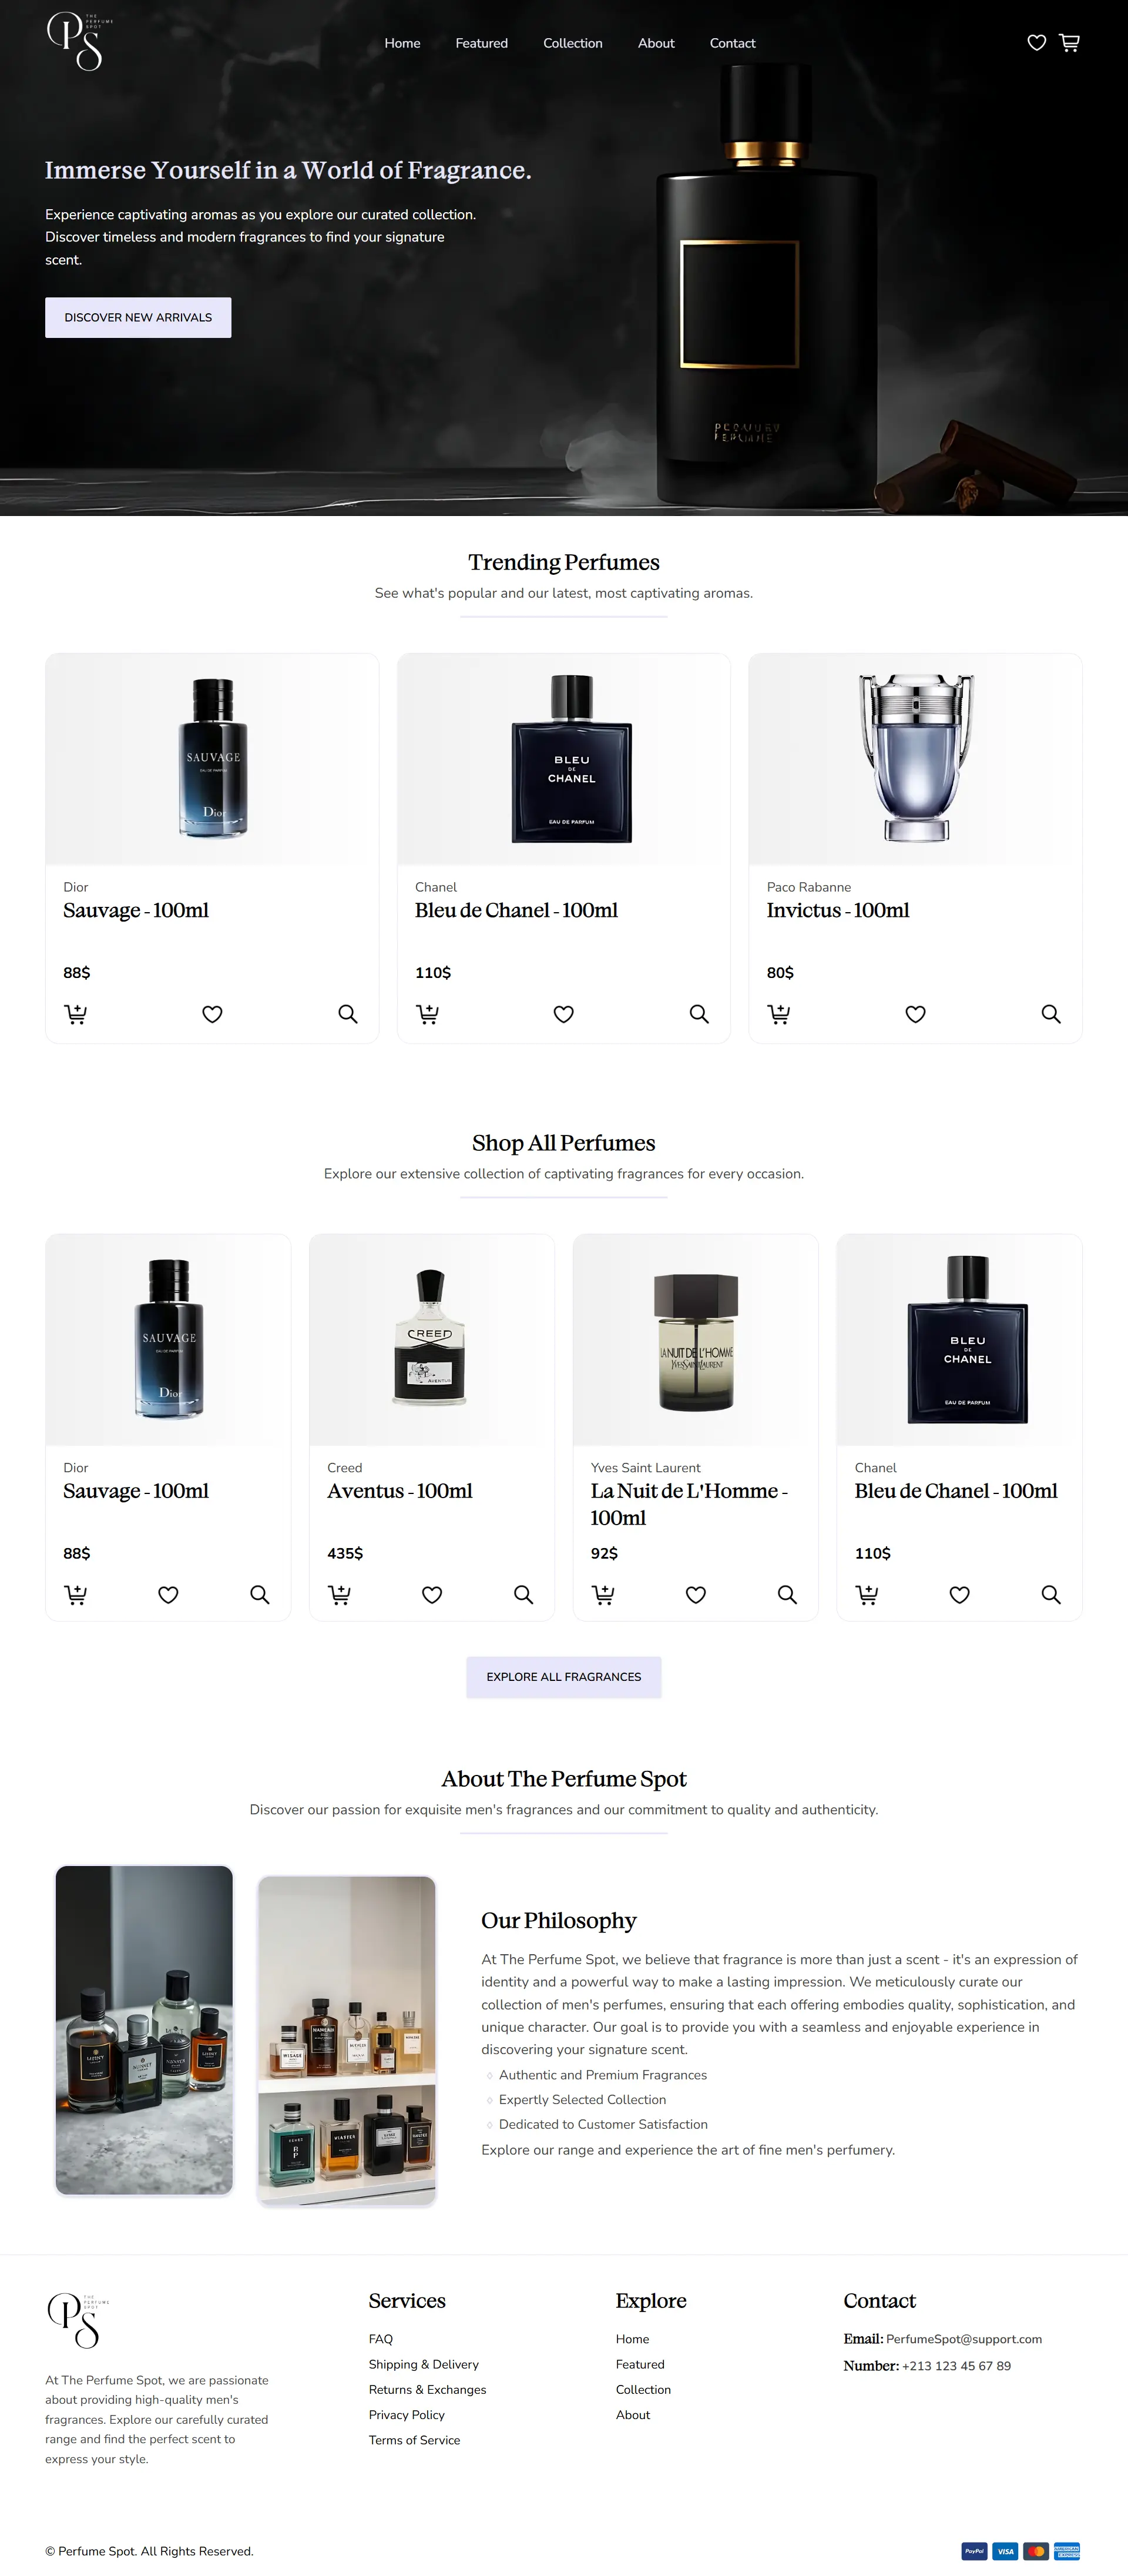 THE
PERFUME
SPOT
PS
Home Featured Collection About Contact
Immerse Yourself in a World of Fragrance.
Experience captivating aromas as you explore our curated collection.
Discover timeless and modern fragrances to find your signature
scent.
DISCOVER NEW ARRIVALS
Trending Perfumes
See what's popular and our latest, most captivating aromas.
SAUVAGE
EAU DE PARFUM
Dior
BLEU
DE
CHANEL
EAU DE PARFUM
Dior
Sauvage - 100ml
88$
Chanel
Bleu de Chanel - 100ml
110$
Paco Rabanne
Invictus - 100ml
80$
Shop All Perfumes
Explore our extensive collection of captivating fragrances for every occasion.
SAUVAGE
EAU DE PARFUM
Dior
CREED
AVENTUS
LA NUIT DE L'HOMME
YVES SAINT LAURENT
BLEU
DE
CHANEL
EAU DE PARFUM
Dior
Sauvage - 100ml
88$
Creed
Aventus - 100ml
435$
Yves Saint Laurent
La Nuit de L'Homme -
100ml
92$
Chanel
Bleu de Chanel - 100ml
110$
EXPLORE ALL FRAGRANCES
About The Perfume Spot
Discover our passion for exquisite men's fragrances and our commitment to quality and authenticity.
Our Philosophy
At The Perfume Spot, we believe that fragrance is more than just a scent - it's an expression of
identity and a powerful way to make a lasting impression. We meticulously curate our
collection of men's perfumes, ensuring that each offering embodies quality, sophistication, and
unique character. Our goal is to provide you with a seamless and enjoyable experience in
discovering your signature scent.
Authentic and Premium Fragrances
Expertly Selected Collection
Dedicated to Customer Satisfaction
Explore our range and experience the art of fine men's perfumery.
THE
PERFUME
SPOT
PS
At The Perfume Spot, we are passionate
about providing high-quality men's
fragrances. Explore our carefully curated
range and find the perfect scent to
express your style.
Services
FAQ
Shipping & Delivery
Returns & Exchanges
Privacy Policy
Terms of Service
Explore
Home
Featured
Collection
About
Contact
Email: PerfumeSpot@support.com
Number: +213 123 45 67 89
© Perfume Spot. All Rights Reserved.
PayPal VISA AMERICAN EXPRESS